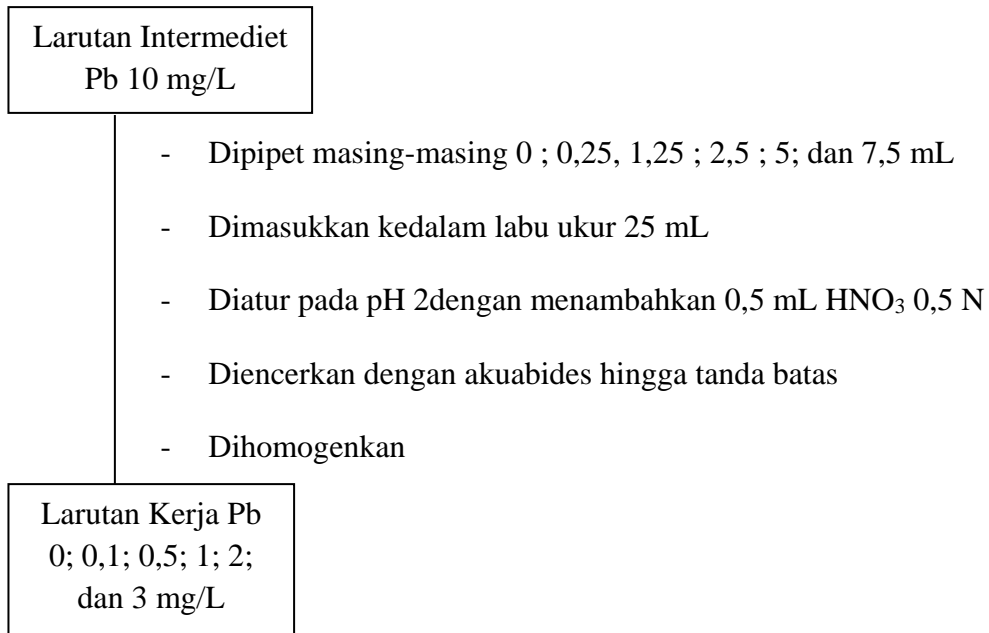 Larutan Intermediet
Pb 10 mg/L
- Dipipet masing-masing 0 ; 0,25, 1,25 ; 2,5 ; 5; dan 7,5 mL
- Dimasukkan kedalam labu ukur 25 mL
- Diatur pada pH 2dengan menambahkan 0,5 mL HNO₃ 0,5 N
- Diencerkan dengan akuabides hingga tanda batas
- Dihomogenkan
Larutan Kerja Pb
0; 0,1; 0,5; 1; 2;
dan 3 mg/L